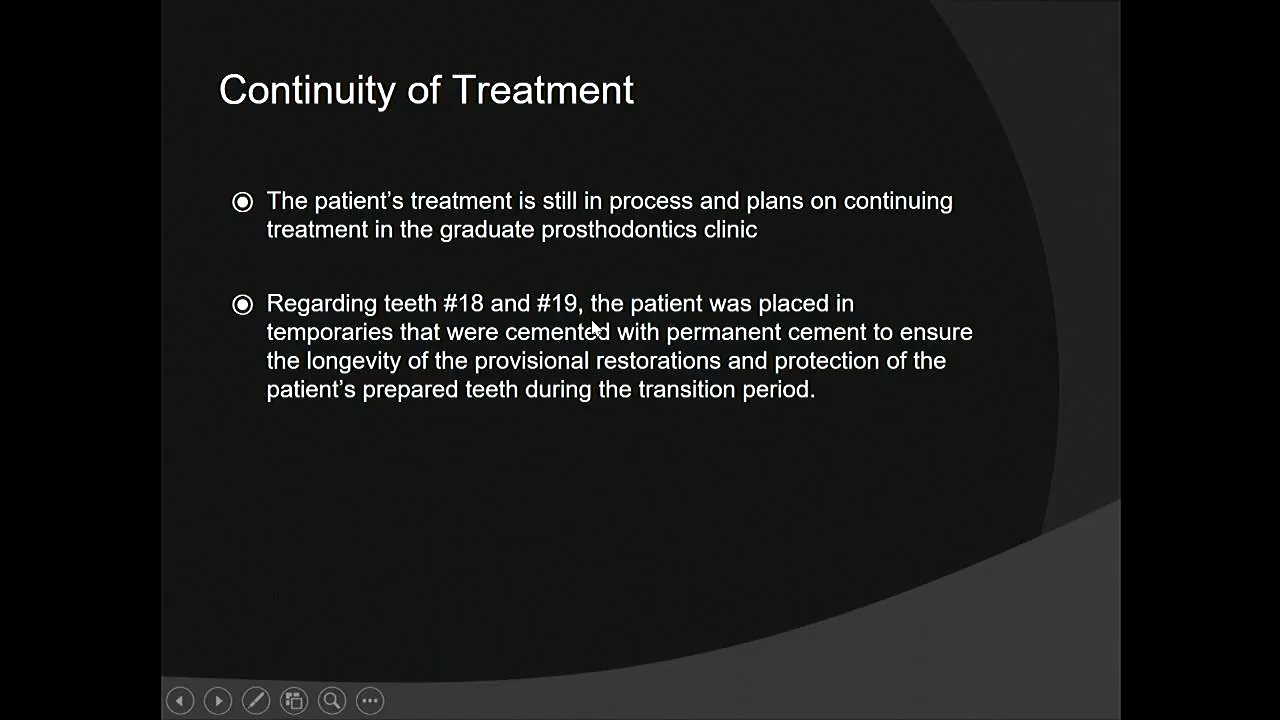 Continuity of Treatment
The patient's treatment is still in process and plans on continuing
treatment in the graduate prosthodontics clinic
Regarding teeth #18 and #19, the patient was placed in
temporaries that were cemented with permanent cement to ensure
the longevity of the provisional restorations and protection of the
patient's prepared teeth during the transition period.